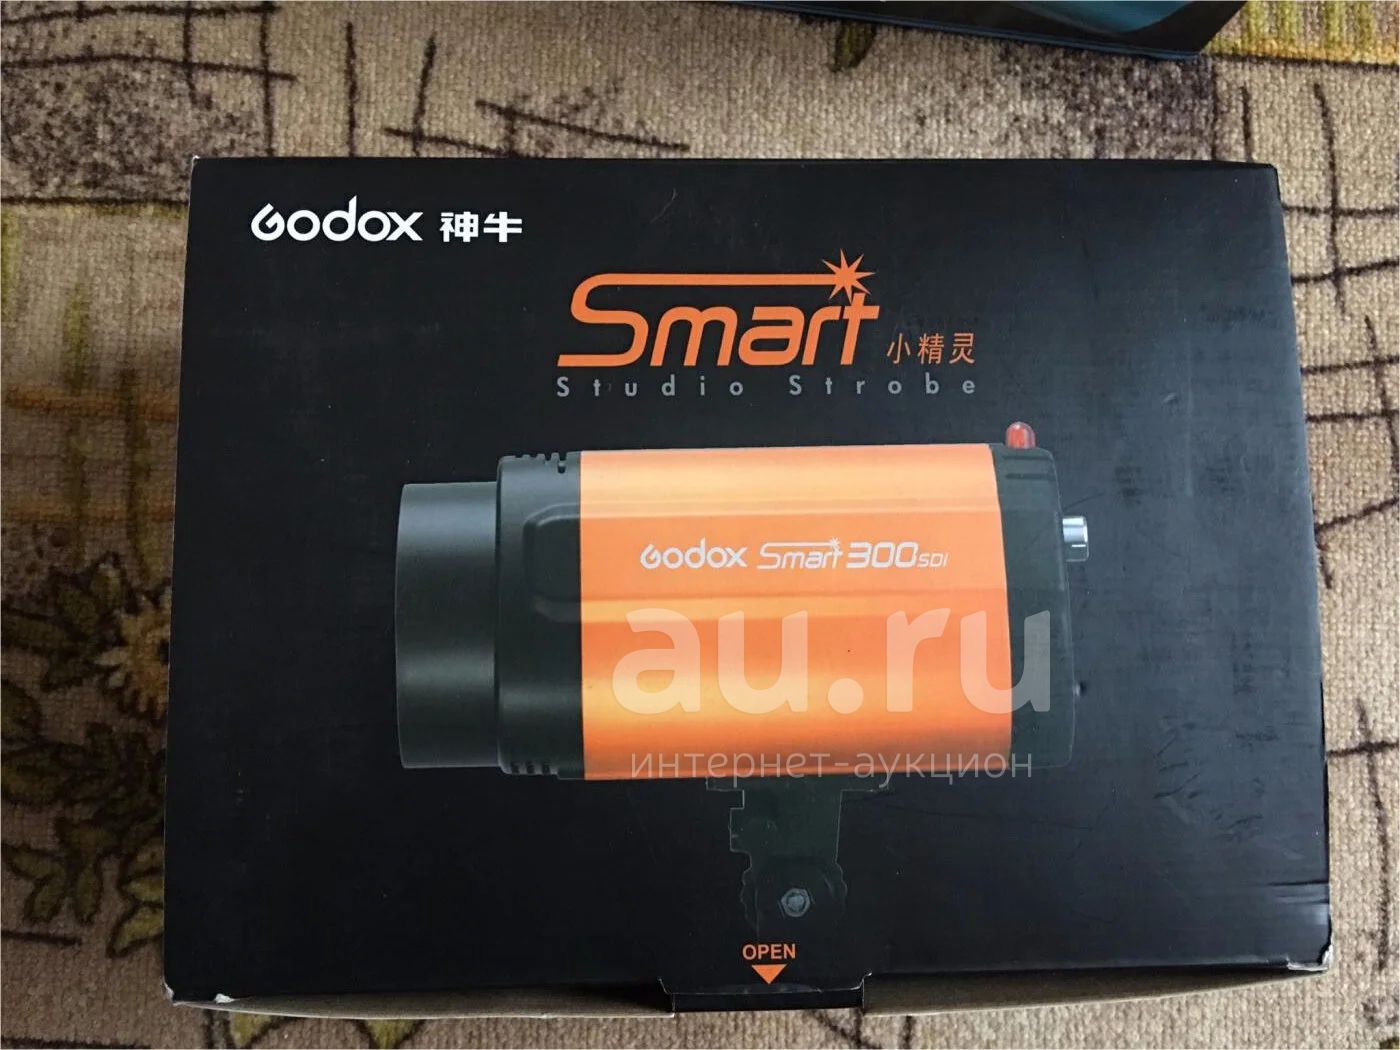 Godox 神牛
Smart 小精灵
Studio Strobe
Godox Smart 300SDI
au.ru
интернет-аукцион
OPEN